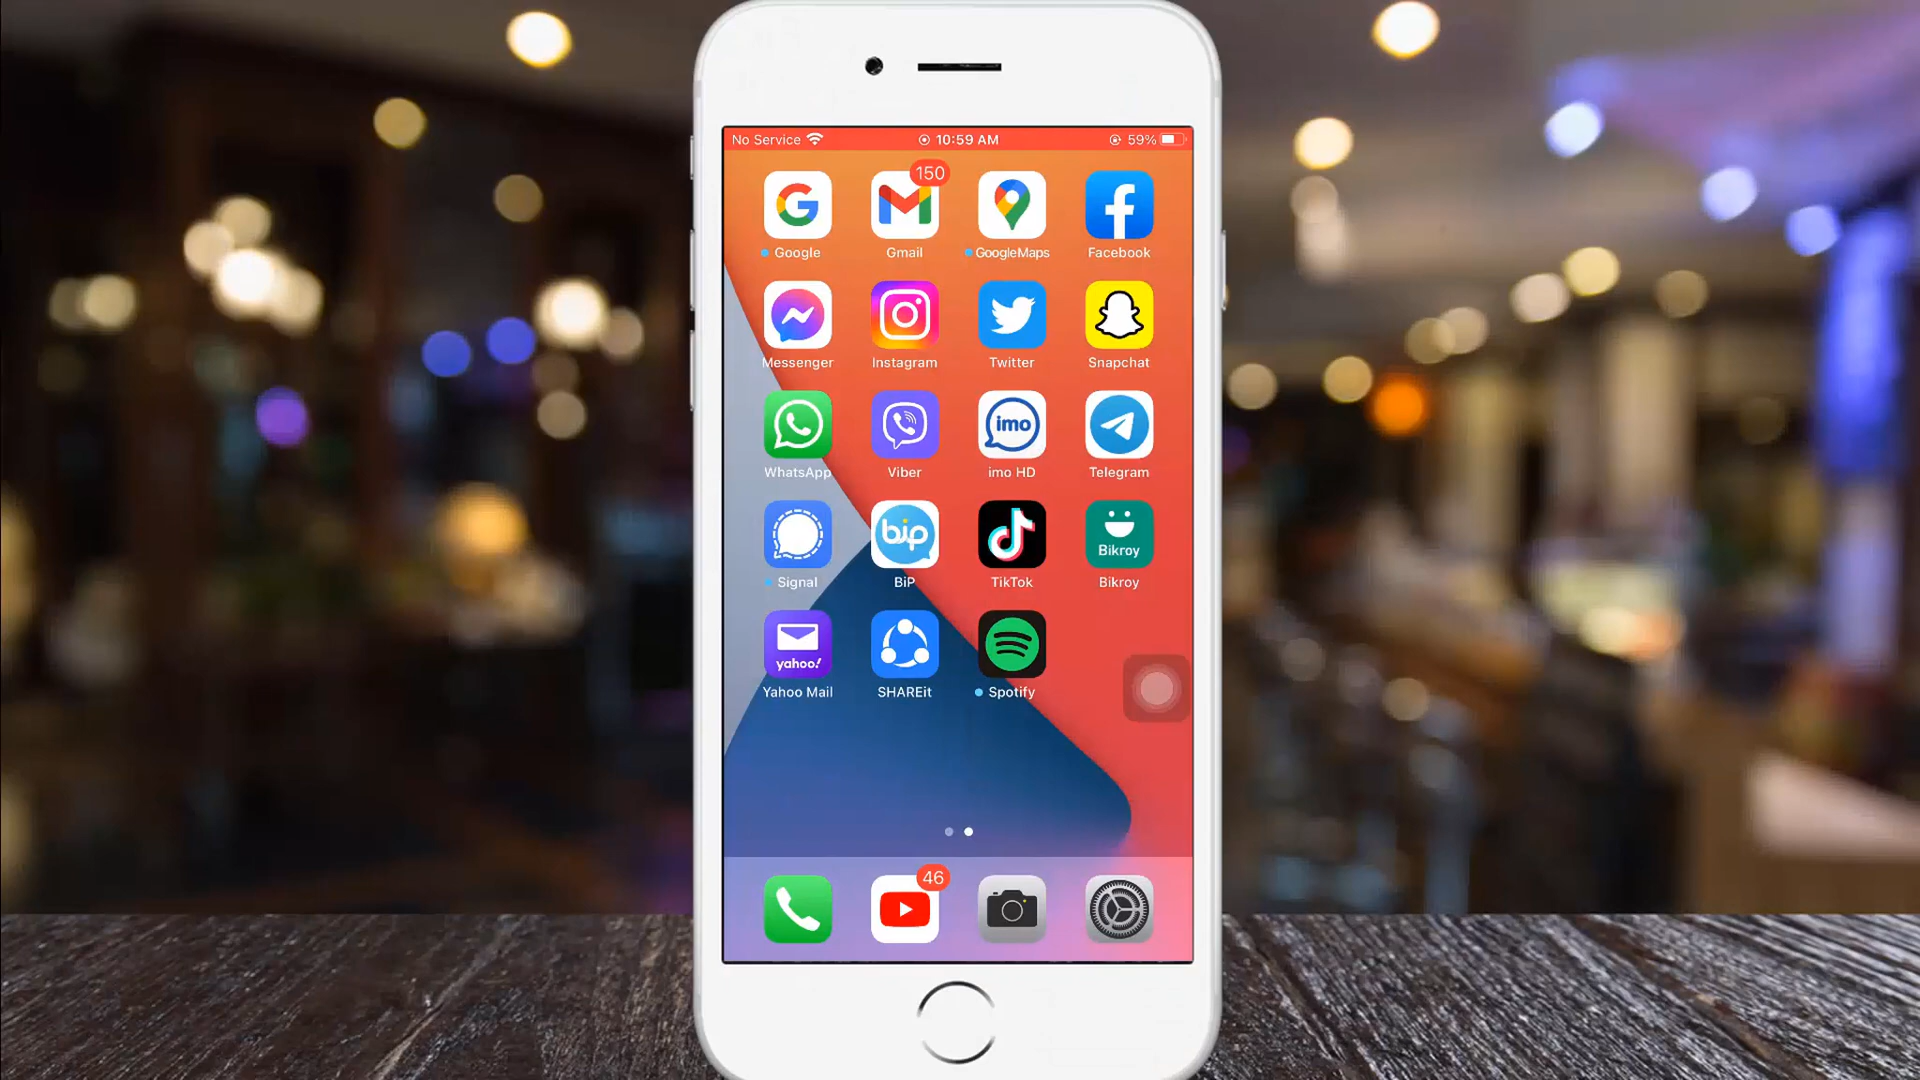 No Service 10:59 AM 59%
150
Google Gmail GoogleMaps Facebook
Messenger Instagram Twitter Snapchat
imo
WhatsApp Viber imo HD Telegram
bip Bikroy
Signal BiP TikTok Bikroy
yahoo!
Yahoo Mail SHAREit Spotify
46